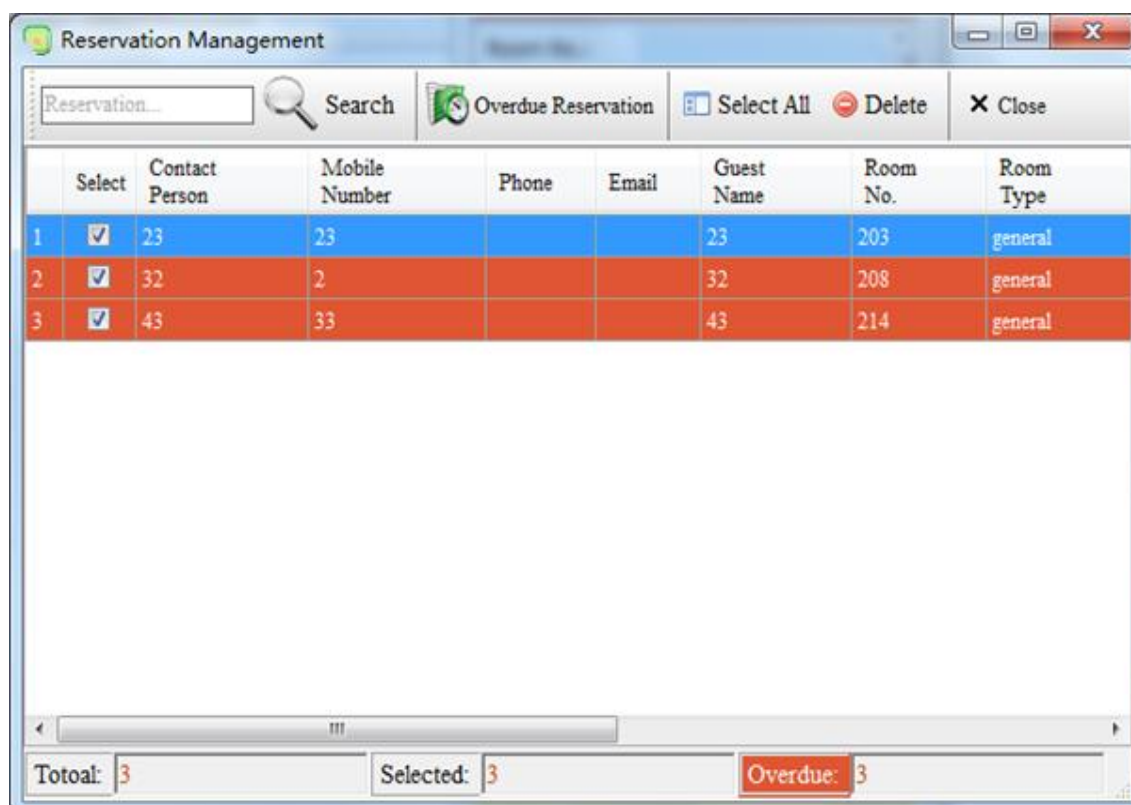 Reservation Management
Reservation... Search Overdue Reservation Select All Delete X Close
Select Contact Person Mobile Number Phone Email Guest Name Room No. Room Type
1 23 23 23 203 general
2 32 2 32 208 general
3 43 33 43 214 general
Totoal: 3 Selected: 3 Overdue: 3